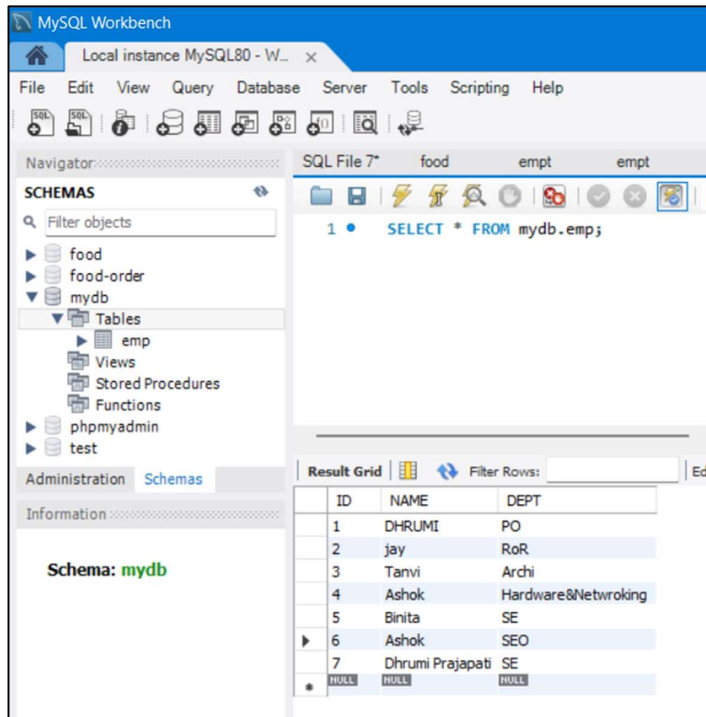 MySQL Workbench
Local instance MySQL80 - W...
File Edit View Query Database Server Tools Scripting Help
Navigator
SCHEMAS
Filter objects
food
food-order
mydb
Tables
emp
Views
Stored Procedures
Functions
phpmyadmin
test
Administration Schemas
Information
Schema: mydb
SQL File 7* food empt empt
1 SELECT * FROM mydb.emp;
Result Grid Filter Rows: Ed
ID NAME DEPT
1 DHRUMI PO
2 jay RoR
3 Tanvi Archi
4 Ashok Hardware&Netwroking
5 Binita SE
6 Ashok SEO
7 Dhrumi Prajapati SE
NULL NULL NULL